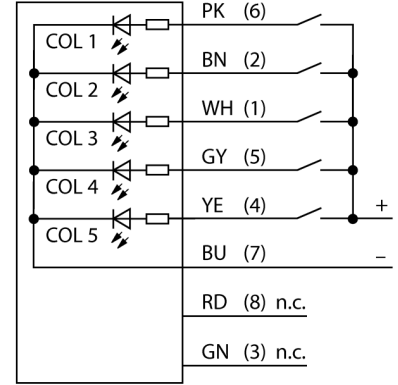 PK (6)
COL 1
BN (2)
COL 2
WH (1)
COL 3
GY (5)
COL 4
YE (4) +
COL 5
BU (7) –
RD (8) n.c.
GN (3) n.c.